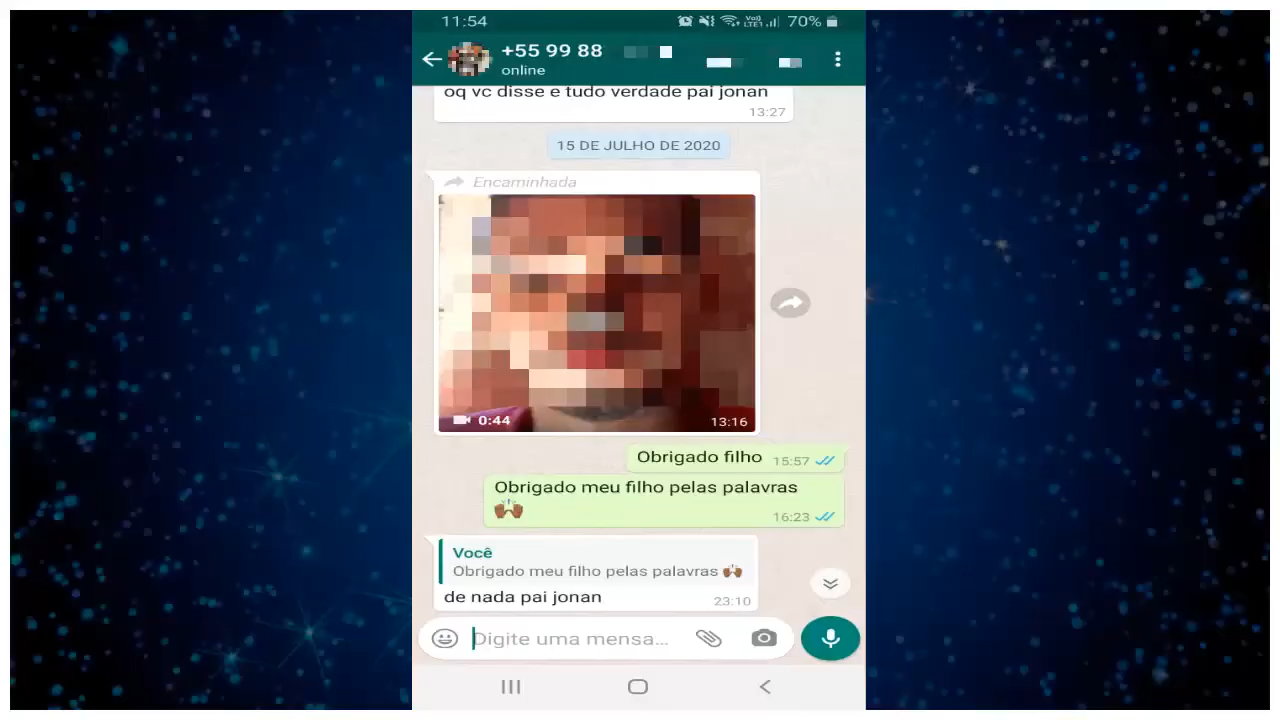 11:54
Vo)) LTE1 70%
+55 99 88
online
oq vc disse e tudo verdade pai jonan
13:27
15 DE JULHO DE 2020
Encaminhada
0:44
13:16
Obrigado filho 15:57
Obrigado meu filho pelas palavras
16:23
Você
Obrigado meu filho pelas palavras
de nada pai jonan
23:10
Digite uma mensa...